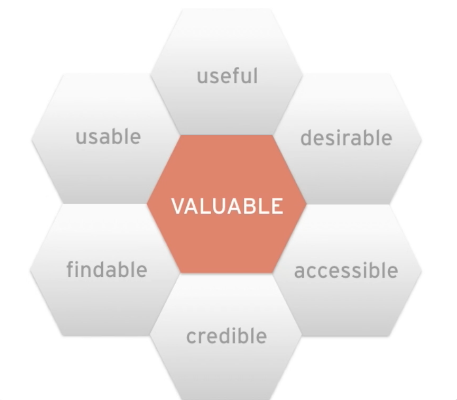 useful
usable
desirable
VALUABLE
findable
accessible
credible